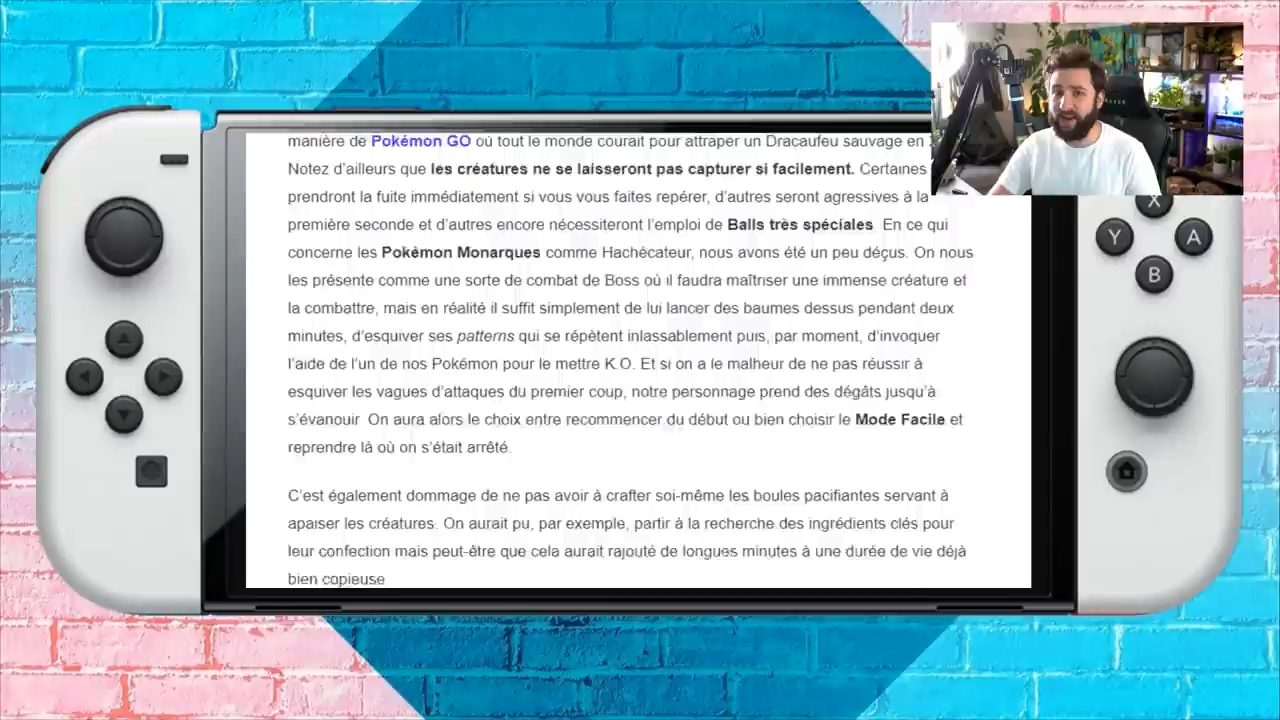 manière de Pokémon GO où tout le monde courait pour attraper un Dracaufeu sauvage en
Notez d'ailleurs que les créatures ne se laisseront pas capturer si facilement. Certaines
prendront la fuite immédiatement si vous vous faites repérer, d'autres seront agressives à la
première seconde et d'autres encore nécessiteront l'emploi de Balls très spéciales. En ce qui
concerne les Pokémon Monarques comme Hachécateur, nous avons été un peu déçus. On nous
les présente comme une sorte de combat de Boss où il faudra maîtriser une immense créature et
la combattre, mais en réalité il suffit simplement de lui lancer des baumes dessus pendant deux
minutes, d'esquiver ses patterns qui se répètent inlassablement puis, par moment, d'invoquer
l'aide de l'un de nos Pokémon pour le mettre K.O. Et si on a le malheur de ne pas réussir à
esquiver les vagues d'attaques du premier coup, notre personnage prend des dégâts jusqu'à
s'évanouir. On aura alors le choix entre recommencer du début ou bien choisir le Mode Facile et
reprendre là où on s'était arrêté.
C'est également dommage de ne pas avoir à crafter soi-même les boules pacifiantes servant à
apaiser les créatures. On aurait pu, par exemple, partir à la recherche des ingrédients clés pour
leur confection mais peut-être que cela aurait rajouté de longues minutes à une durée de vie déjà
bien copieuse
X
Y
A
B